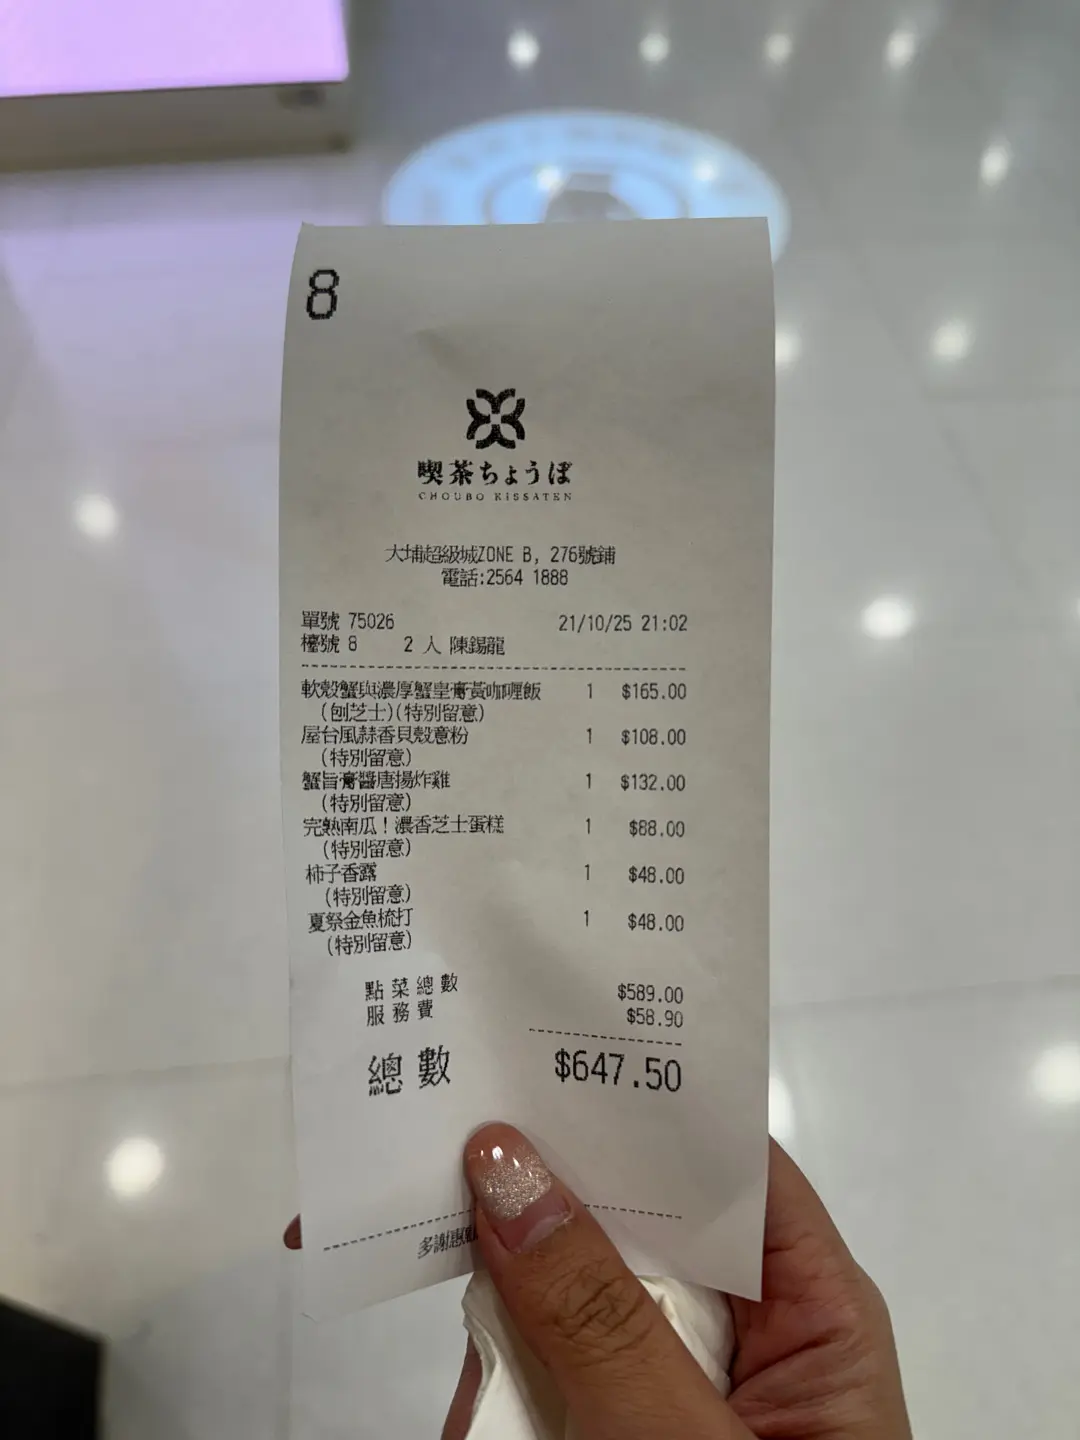 8
喫茶ちょうぼ
CHOUBO KISSATEN
大埔超級城ZONE B, 276號鋪
電話:2564 1888
單號 75026 21/10/25 21:02
檯號 8 2 人 陳錫龍
軟殼蟹與濃厚蟹皇膏黃咖喱飯 1 $165.00
(刨芝士)(特別留意)
屋台風蒜香貝殼意粉 1 $108.00
(特別留意)
蟹旨膏醬唐揚炸雞 1 $132.00
(特別留意)
完熟南瓜！濃香芝士蛋糕 1 $88.00
(特別留意)
柿子香露 1 $48.00
(特別留意)
夏祭金魚梳打 1 $48.00
(特別留意)
點菜總數 $589.00
服務費 $58.90
總數 $647.50
多謝惠